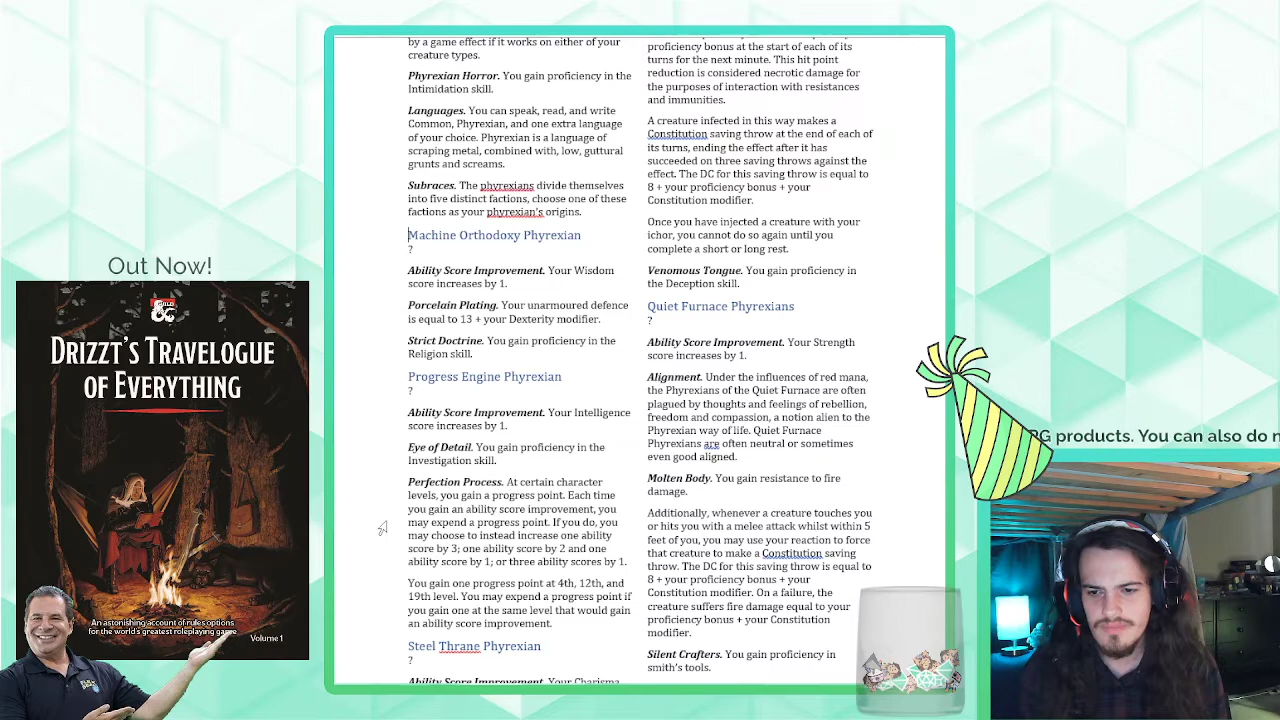 Out Now!
DRIZZT'S TRAVELOGUE
OF EVERYTHING
An astonishing account of rules options
for the world's greatest roleplaying game
Volume 1
by a game effect if it works on either of your
creature types.
Phyrexian Horror. You gain proficiency in the
Intimidation skill.
Languages. You can speak, read, and write
Common, Phyrexian, and one extra language
of your choice. Phyrexian is a language of
scraping metal, combined with, low, guttural
grunts and screams.
Subraces. The phyrexians divide themselves
into five distinct factions, choose one of these
factions as your phyrexian's origins.
Machine Orthodoxy Phyrexian
?
Ability Score Improvement. Your Wisdom
score increases by 1.
Porcelain Plating. Your unarmoured defence
is equal to 13 + your Dexterity modifier.
Strict Doctrine. You gain proficiency in the
Religion skill.
Progress Engine Phyrexian
?
Ability Score Improvement. Your Intelligence
score increases by 1.
Eye of Detail. You gain proficiency in the
Investigation skill.
Perfection Process. At certain character
levels, you gain a progress point. Each time
you gain an ability score improvement, you
may expend a progress point. If you do, you
may choose to instead increase one ability
score by 3; one ability score by 2 and one
ability score by 1; or three ability scores by 1.
You gain one progress point at 4th, 12th, and
19th level. You may expend a progress point if
you gain one at the same level that would gain
an ability score improvement.
Steel Thrane Phyrexian
?
Ability Score Improvement. Your Charisma
proficiency bonus at the start of each of its
turns for the next minute. This hit point
reduction is considered necrotic damage for
the purposes of interaction with resistances
and immunities.
A creature infected in this way makes a
Constitution saving throw at the end of each of
its turns, ending the effect after it has
succeeded on three saving throws against the
effect. The DC for this saving throw is equal to
8 + your proficiency bonus + your
Constitution modifier.
Once you have injected a creature with your
ichor, you cannot do so again until you
complete a short or long rest.
Venomous Tongue. You gain proficiency in
the Deception skill.
Quiet Furnace Phyrexians
?
Ability Score Improvement. Your Strength
score increases by 1.
Alignment. Under the influences of red mana,
the Phyrexians of the Quiet Furnace are often
plagued by thoughts and feelings of rebellion,
freedom and compassion, a notion alien to the
Phyrexian way of life. Quiet Furnace
Phyrexians are often neutral or sometimes
even good aligned.
Molten Body. You gain resistance to fire
damage.
Additionally, whenever a creature touches you
or hits you with a melee attack whilst within 5
feet of you, you may use your reaction to force
that creature to make a Constitution saving
throw. The DC for this saving throw is equal to
8 + your proficiency bonus + your
Constitution modifier. On a failure, the
creature suffers fire damage equal to your
proficiency bonus + your Constitution
modifier.
Silent Crafters. You gain proficiency in
smith's tools.
products. You can also do